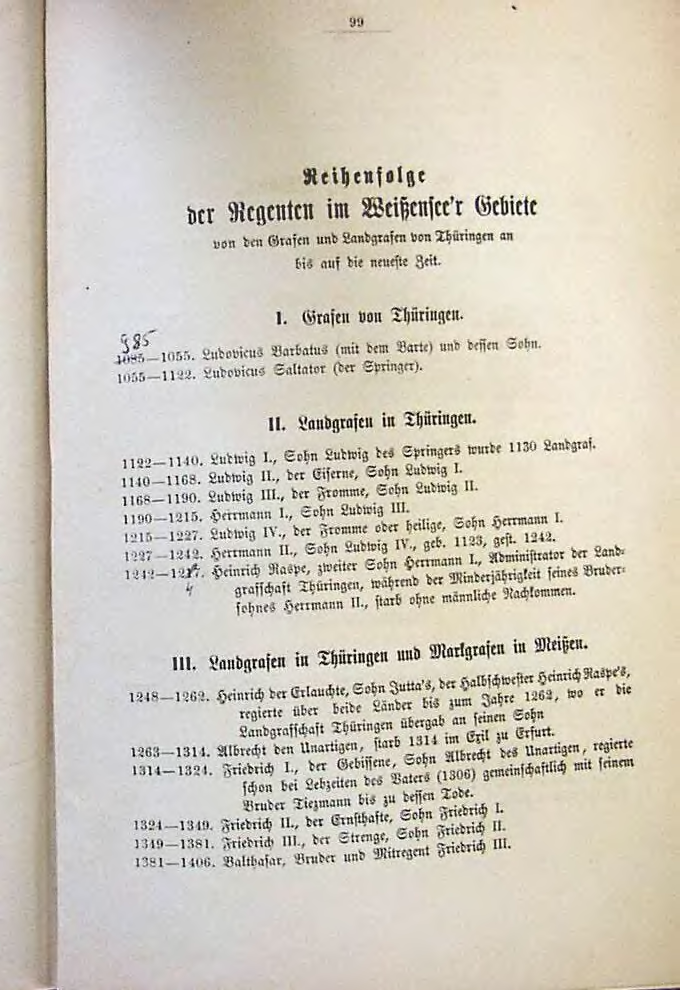 99
Reihenfolge
der Regenten im Weißensee'r Gebiete
von den Grafen und Landgrafen von Thüringen an
bis auf die neueste Zeit.
I. Grafen von Thüringen.
985
1055. Ludovicus Barbatus (mit dem Barte) und dessen Sohn.
1055—1122. Ludovicus Saltator (der Springer).
II. Landgrafen in Thüringen.
1122—1140. Ludwig I., Sohn Ludwig des Springers wurde 1130 Landgraf.
1140—1168. Ludwig II., der Eiserne, Sohn Ludwig I.
1168—1190. Ludwig III., der Fromme, Sohn Ludwig II.
1190—1215. Herrmann I., Sohn Ludwig III.
1215—1227. Ludwig IV., der Fromme oder heilige, Sohn Herrmann I.
1227—1242. Herrmann II., Sohn Ludwig IV., geb. 1123, gest. 1242.
1242—1247. Heinrich Raspe, zweiter Sohn Herrmann I., Administrator der Land-
grafschaft Thüringen, während der Minderjährigkeit seines Bruder-
sohnes Herrmann II., starb ohne männliche Nachkommen.
III. Landgrafen in Thüringen und Markgrafen in Meißen.
1248—1262. Heinrich der Erlauchte, Sohn Jutta's, der Halbschwester Heinrich Raspe's,
regierte über beide Länder bis zum Jahre 1262, wo er die
Landgrafschaft Thüringen übergab an seinen Sohn
1263—1314. Albrecht den Unartigen, starb 1314 im Exil zu Erfurt.
1314—1324. Friedrich I., der Gebissene, Sohn Albrecht des Unartigen, regierte
schon bei Lebzeiten des Vaters (1306) gemeinschaftlich mit seinem
Bruder Tiezmann bis zu dessen Tode.
1324—1349. Friedrich II., der Ernsthafte, Sohn Friedrich I.
1349—1381. Friedrich III., der Strenge, Sohn Friedrich II.
1381—1406. Balthasar, Bruder und Mitregent Friedrich III.